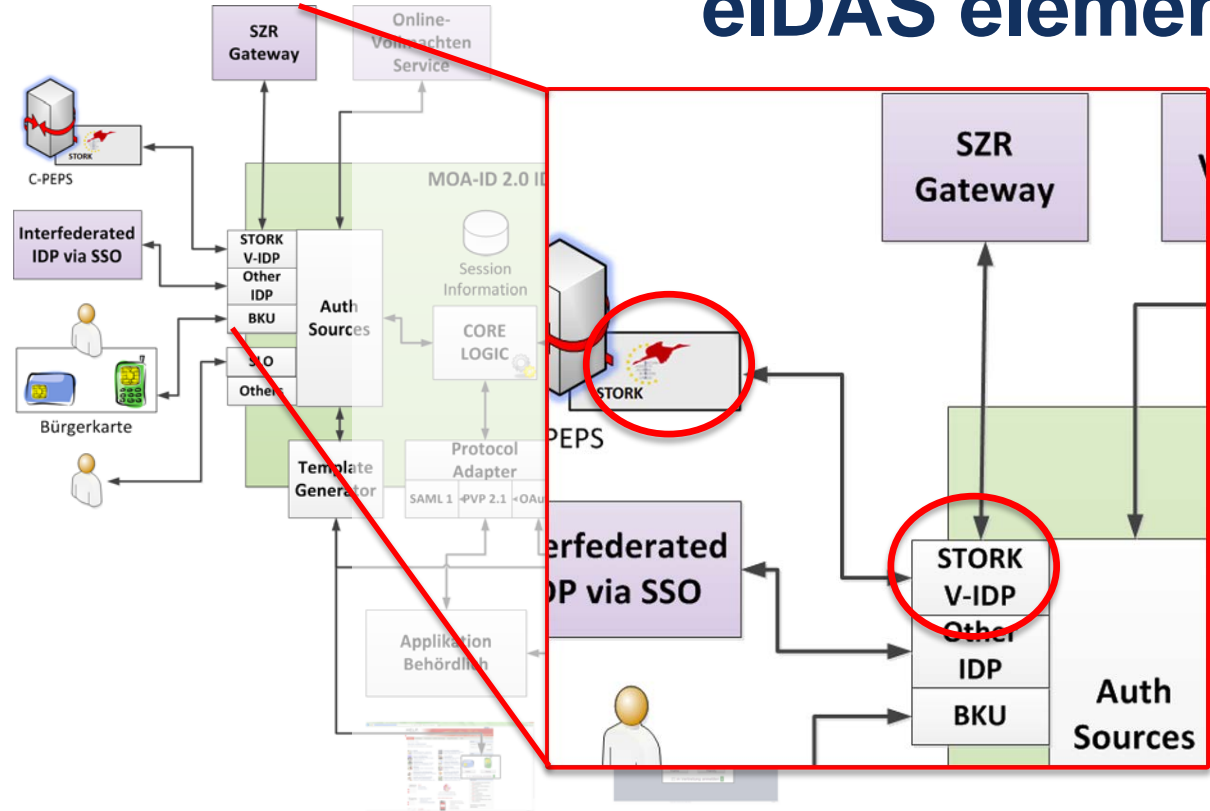 eIDAS elemen
SZR
Gateway
Online-
Vollmachten
Service
STORK
C-PEPS
MOA-ID 2.0 ID
Interfederated
IDP via SSO
STORK
V-IDP
Other
IDP
BKU
SLO
Others
Auth
Sources
Session
Information
CORE
LOGIC
Bürgerkarte
Template
Generator
Protocol
Adapter
SAML 1
PVP 2.1
OAu
Applikation
Behördlich
SZR
Gateway
V
STORK
PEPS
erfederated
DP via SSO
STORK
V-IDP
Other
IDP
BKU
Auth
Sources